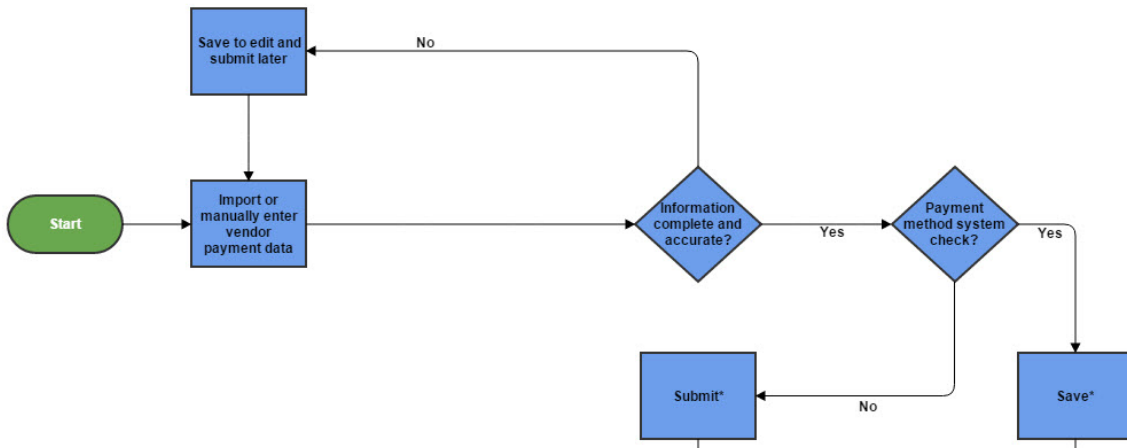 Save to edit and
submit later
No
Start
Import or
manually enter
vendor
payment data
Information
complete and
accurate?
Yes
Payment
method system
check?
Yes
Submit*
No
Save*